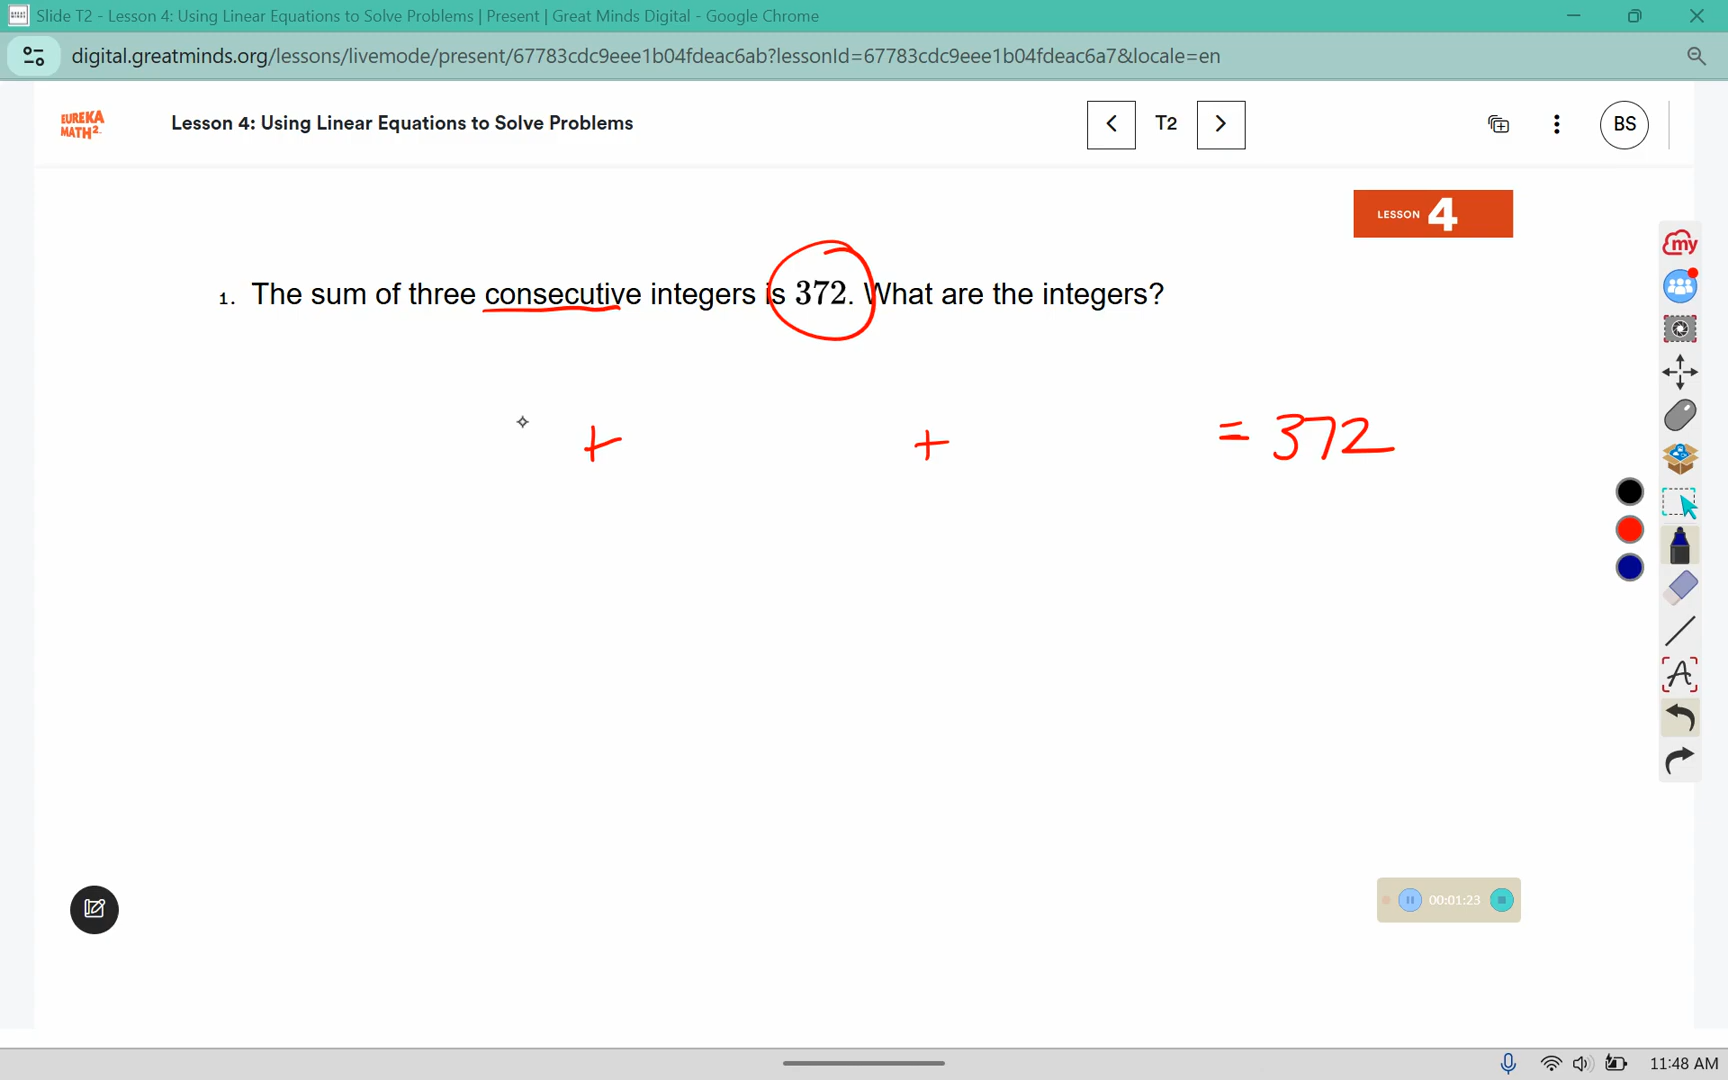 Slide T2 - Lesson 4: Using Linear Equations to Solve Problems | Present | Great Minds Digital - Google Chrome
digital.greatminds.org/lessons/livemode/present/67783cdc9eee1b04fdeac6ab?lessonId=67783cdc9eee1b04fdeac6a7&locale=en
EUREKA
MATH²
Lesson 4: Using Linear Equations to Solve Problems
T2
BS
LESSON 4
1. The sum of three consecutive integers is 372. What are the integers?
+ + = 372
my
A
00:01:23
11:48 AM